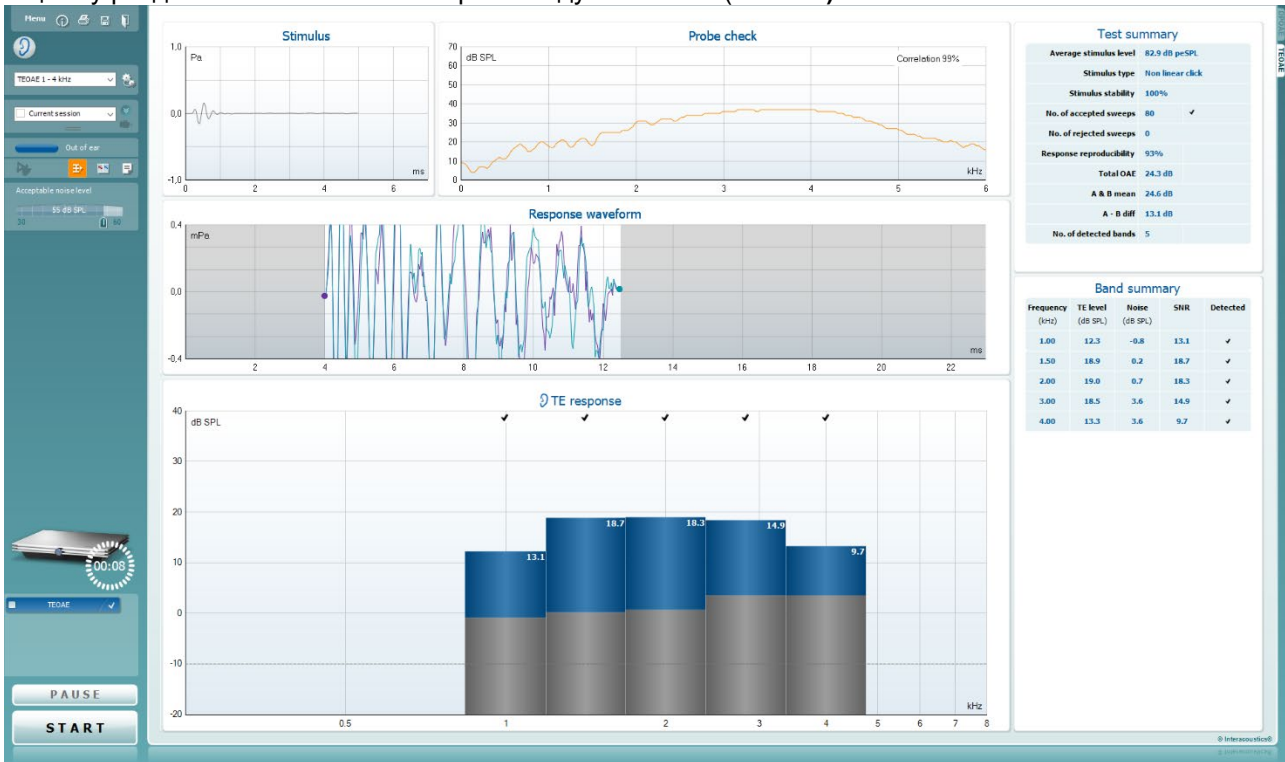 Menu
TEOAE 1 - 4 kHz
Current session
Out of ear
Acceptable noise level
55 dB SPL
30
60
00:08
TEOAE
PAUSE
START
Stimulus
Pa
1,0
0,0
-1,0
0 2 4 6
ms
Probe check
dB SPL
Correlation 99%
70
60
50
40
30
20
10
0
0 1 2 3 4 5 6
kHz
Response waveform
mPa
0,4
0,0
-0,4
2 4 6 8 10 12 14 16 18 20 22
ms
TE response
dB SPL
40
30
20
10
0
-10
-20
13.1
18.7
18.3
14.9
9.7
0.5 1 2 3 4 5 6 7 8
kHz
Test summary
Average stimulus level 82.9 dB peSPL
Stimulus type Non linear click
Stimulus stability 100%
No. of accepted sweeps 80 ✓
No. of rejected sweeps 0
Response reproducibility 93%
Total OAE 24.3 dB
A & B mean 24.6 dB
A - B diff 13.1 dB
No. of detected bands 5
Band summary
Frequency TE level Noise SNR Detected
(kHz) (dB SPL) (dB SPL)
1.00 12.3 -0.8 13.1 ✓
1.50 18.9 0.2 18.7 ✓
2.00 19.0 0.7 18.3 ✓
3.00 18.5 3.6 14.9 ✓
4.00 13.3 3.6 9.7 ✓
TEOAE
® Interacoustics®